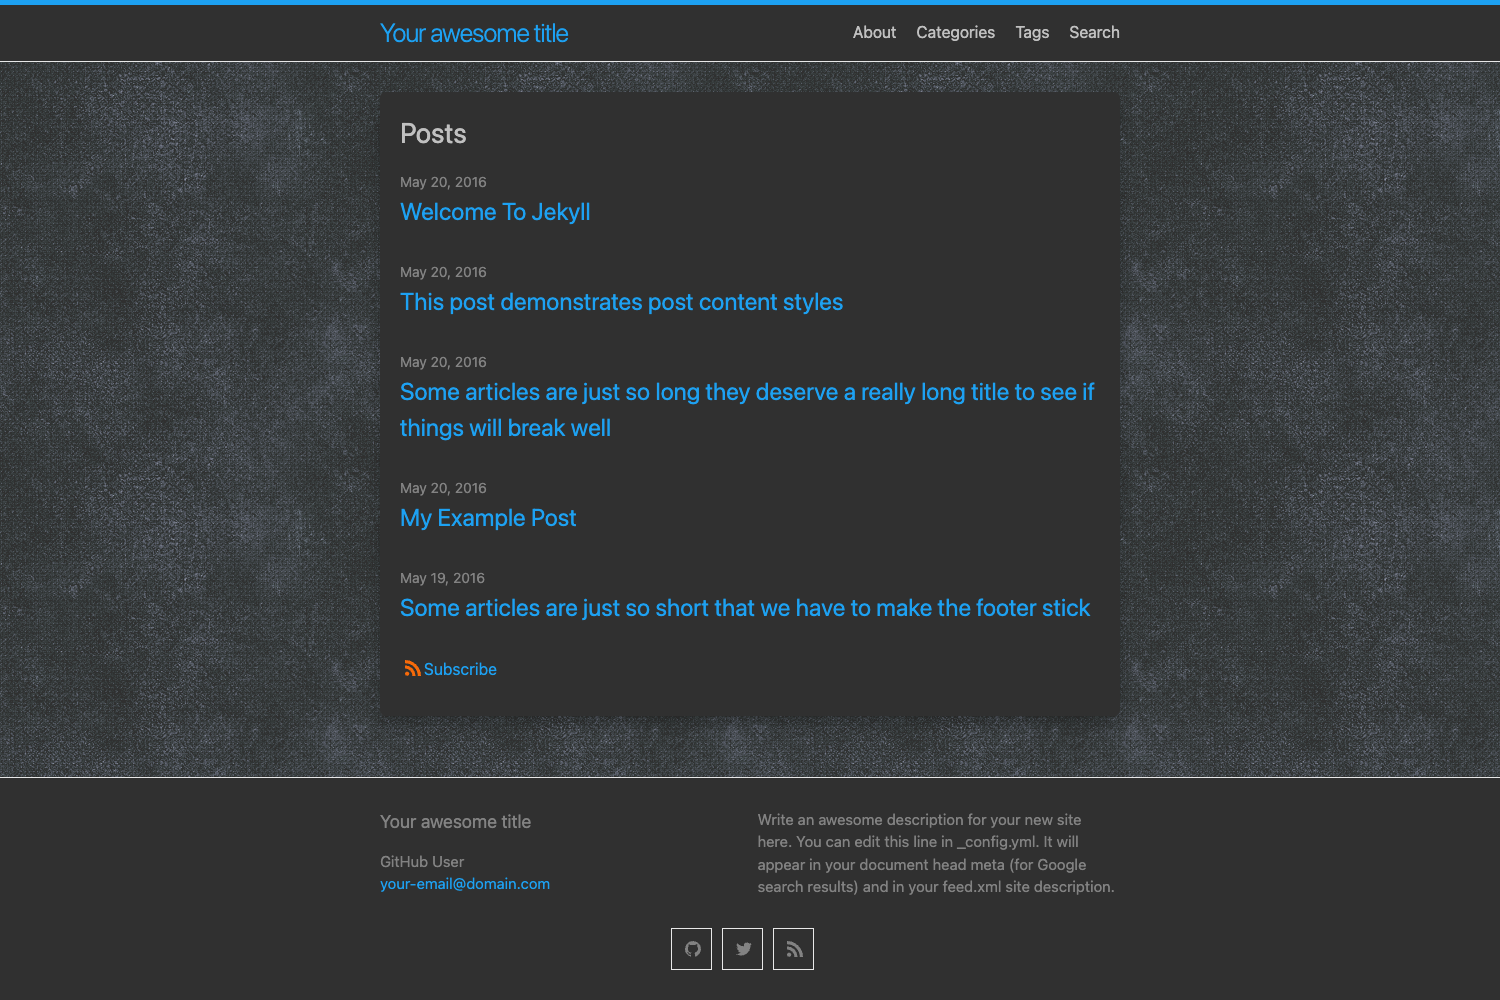 Your awesome title
About Categories Tags Search
Posts
May 20, 2016
Welcome To Jekyll
May 20, 2016
This post demonstrates post content styles
May 20, 2016
Some articles are just so long they deserve a really long title to see if
things will break well
May 20, 2016
My Example Post
May 19, 2016
Some articles are just so short that we have to make the footer stick
Subscribe
Your awesome title
GitHub User
your-email@domain.com
Write an awesome description for your new site
here. You can edit this line in _config.yml. It will
appear in your document head meta (for Google
search results) and in your feed.xml site description.